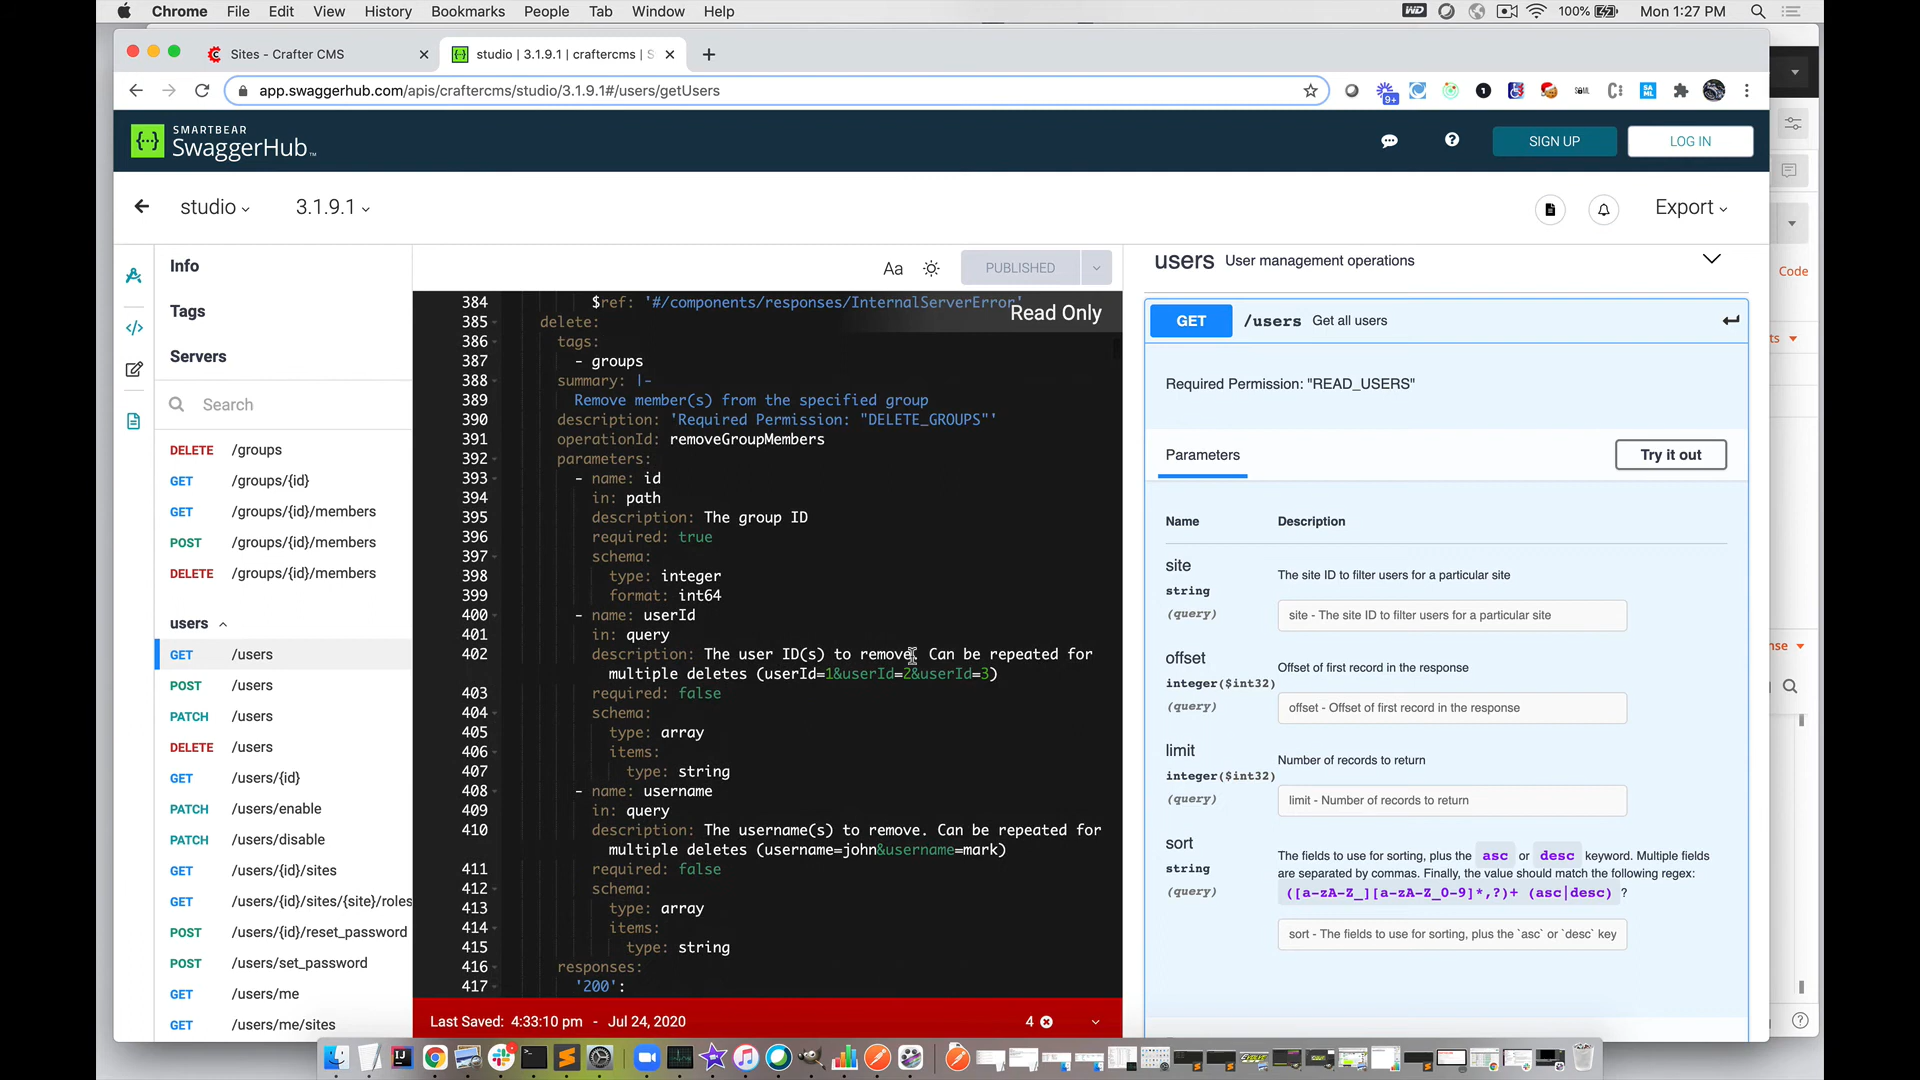 Chrome File Edit View History Bookmarks People Tab Window Help
100% Mon 1:27 PM
Sites - Crafter CMS
studio | 3.1.9.1 | craftercms | S
app.swaggerhub.com/apis/craftercms/studio/3.1.9.1#/users/getUsers
9+
SMARTBEAR
SwaggerHub
SIGN UP
LOG IN
studio
3.1.9.1
Export
Info
Tags
Servers
Search
DELETE /groups
GET /groups/{id}
GET /groups/{id}/members
POST /groups/{id}/members
DELETE /groups/{id}/members
users
GET /users
POST /users
PATCH /users
DELETE /users
GET /users/{id}
PATCH /users/enable
PATCH /users/disable
GET /users/{id}/sites
GET /users/{id}/sites/{site}/roles
POST /users/{id}/reset_password
POST /users/set_password
GET /users/me
GET /users/me/sites
Aa
PUBLISHED
Read Only
384 $ref: '#/components/responses/InternalServerError'
385 delete:
386 tags:
387 - groups
388 summary: |-
389 Remove member(s) from the specified group
390 description: 'Required Permission: "DELETE_GROUPS"'
391 operationId: removeGroupMembers
392 parameters:
393 - name: id
394 in: path
395 description: The group ID
396 required: true
397 schema:
398 type: integer
399 format: int64
400 - name: userId
401 in: query
402 description: The user ID(s) to remove. Can be repeated for
multiple deletes (userId=1&userId=2&userId=3)
403 required: false
404 schema:
405 type: array
406 items:
407 type: string
408 - name: username
409 in: query
410 description: The username(s) to remove. Can be repeated for
multiple deletes (username=john&username=mark)
411 required: false
412 schema:
413 type: array
414 items:
415 type: string
416 responses:
417 '200':
Last Saved: 4:33:10 pm - Jul 24, 2020
4
users User management operations
GET /users Get all users
Required Permission: "READ_USERS"
Parameters
Try it out
Name Description
site
string
(query)
The site ID to filter users for a particular site
site - The site ID to filter users for a particular site
offset
integer($int32)
(query)
Offset of first record in the response
offset - Offset of first record in the response
limit
integer($int32)
(query)
Number of records to return
limit - Number of records to return
sort
string
(query)
The fields to use for sorting, plus the asc or desc keyword. Multiple fields
are separated by commas. Finally, the value should match the following regex:
([a-zA-Z_][a-zA-Z_0-9]*,?)+ (asc|desc) ?
sort - The fields to use for sorting, plus the `asc` or `desc` key
Code
ts
nse